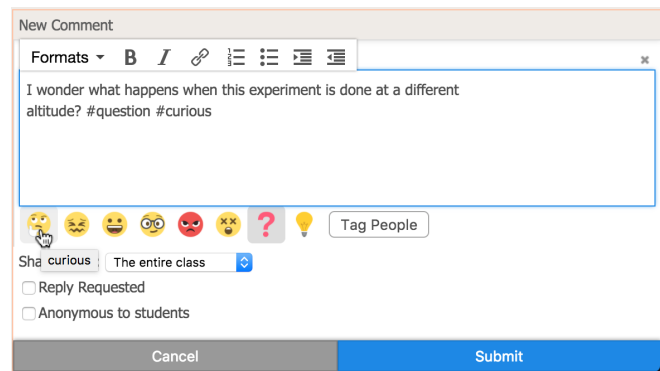 New Comment
Formats
I wonder what happens when this experiment is done at a different
altitude? #question #curious
Tag People
curious
Sha : The entire class
Reply Requested
Anonymous to students
Cancel Submit